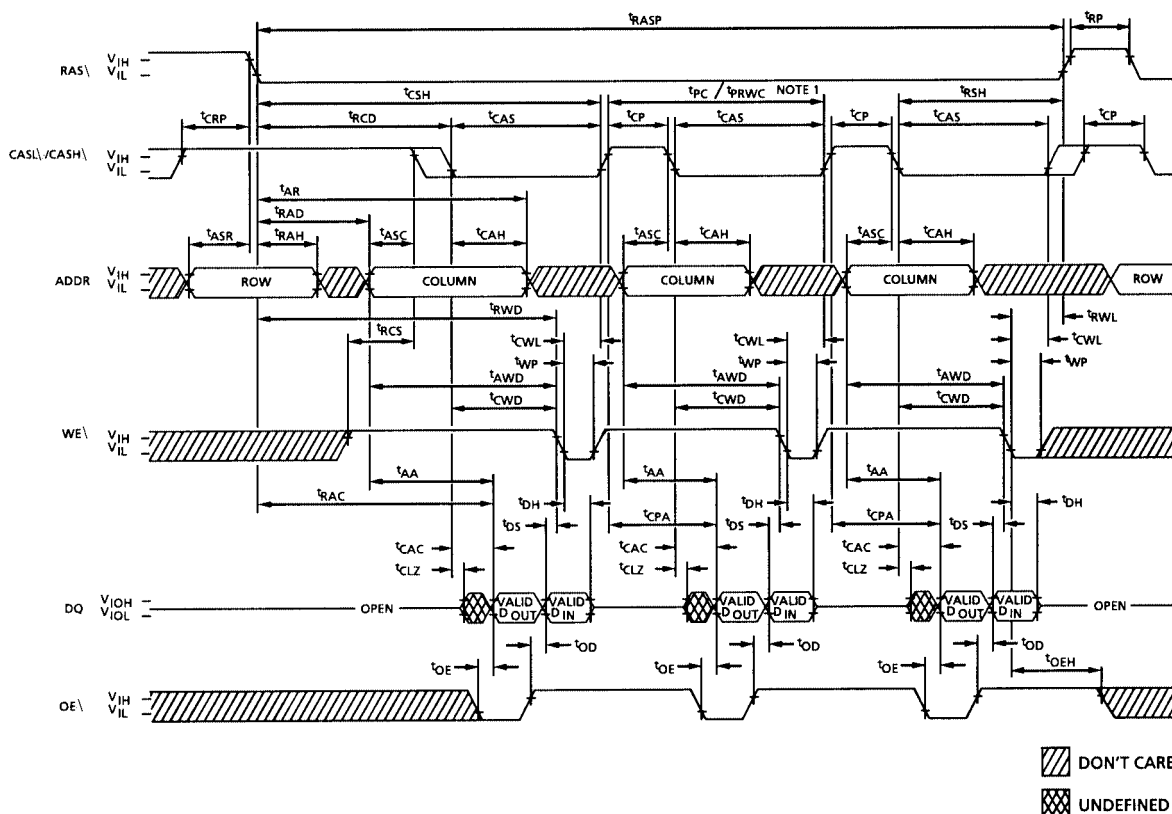 tRASP tRP
RAS\ VIH VIL
tCSH tPC / tPRWC NOTE 1 tRSH
tCRP tRCD tCAS tCP tCAS tCP tCAS tCP
CASL\/CASH\ VIH VIL
tAR
tRAD
tASR tRAH tASC tCAH tASC tCAH tASC tCAH
ADDR VIH VIL ROW COLUMN COLUMN COLUMN ROW
tRWD tRWL
tRCS tCWL tCWL tCWL
tWP tWP tWP
tAWD tAWD tAWD
tCWD tCWD tCWD
WE\ VIH VIL
tAA tAA tAA
tRAC tDH tDH tDH
tDS tCPA tDS tCPA tDS
tCAC tCAC tCAC
tCLZ tCLZ tCLZ
DQ VIOH VIOL OPEN VALID DOUT VALID DIN VALID DOUT VALID DIN VALID DOUT VALID DIN OPEN
tOE tOD tOE tOD tOE tOD tOEH
OE\ VIH VIL
DON'T CARE
UNDEFINED